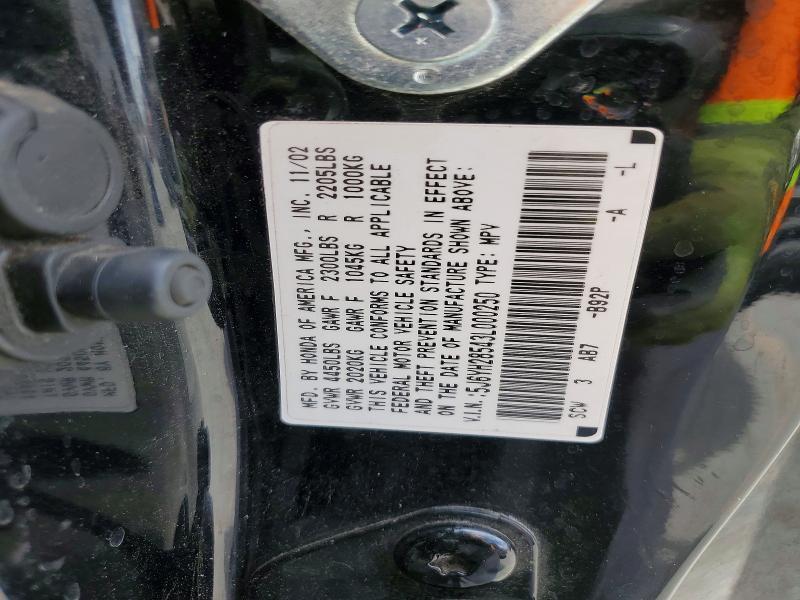 MFD. BY HONDA OF AMERICA MFG., INC. 11/02
GVWR 4450LBS GAWR F 2300LBS R 2205LBS
GVWR 2020KG GAWR F 1045KG R 1000KG
THIS VEHICLE CONFORMS TO ALL APPLICABLE
FEDERAL MOTOR VEHICLE SAFETY
AND THEFT PREVENTION STANDARDS IN EFFECT
ON THE DATE OF MANUFACTURE SHOWN ABOVE:
V.I.N.:5J6YH28543L000250 TYPE: MPV
SCW 3 AB7 -B92P -A -L